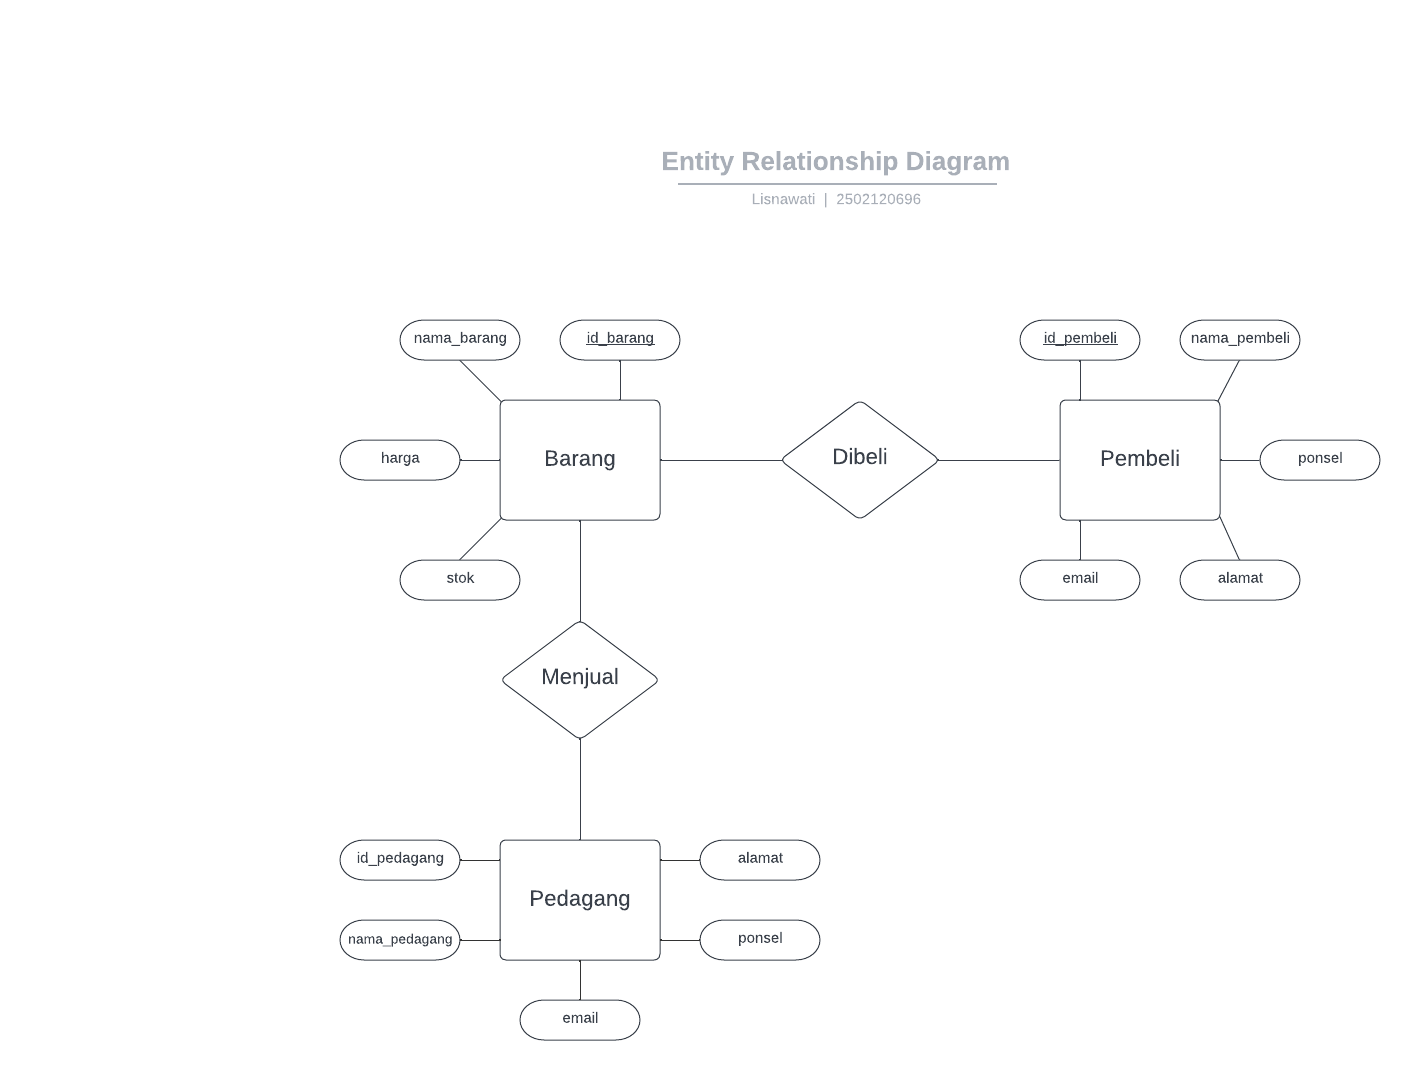 Entity Relationship Diagram
Lisnawati | 2502120696
nama_barang
id_barang
id_pembeli
nama_pembeli
harga
Barang
Dibeli
Pembeli
ponsel
stok
email
alamat
Menjual
id_pedagang
alamat
Pedagang
nama_pedagang
ponsel
email